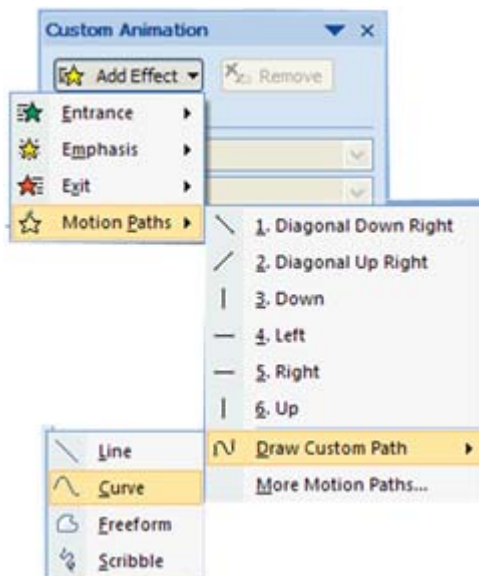 Custom Animation
Add Effect
Remove
Entrance
Emphasis
Exit
Motion Paths
1. Diagonal Down Right
2. Diagonal Up Right
3. Down
4. Left
5. Right
6. Up
Draw Custom Path
More Motion Paths...
Line
Curve
Freeform
Scribble